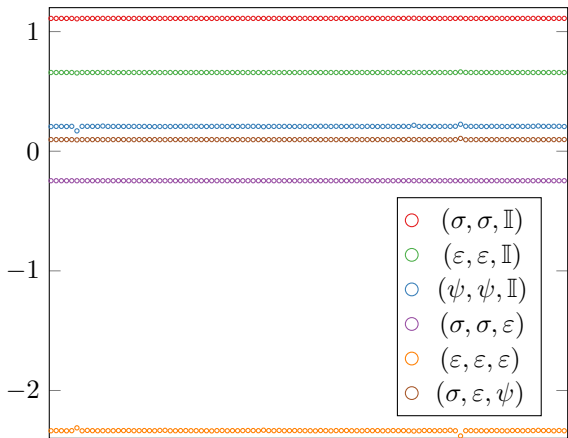 1
0
−1
−2
(σ, σ, 𝕀)
(ε, ε, 𝕀)
(ψ, ψ, 𝕀)
(σ, σ, ε)
(ε, ε, ε)
(σ, ε, ψ)